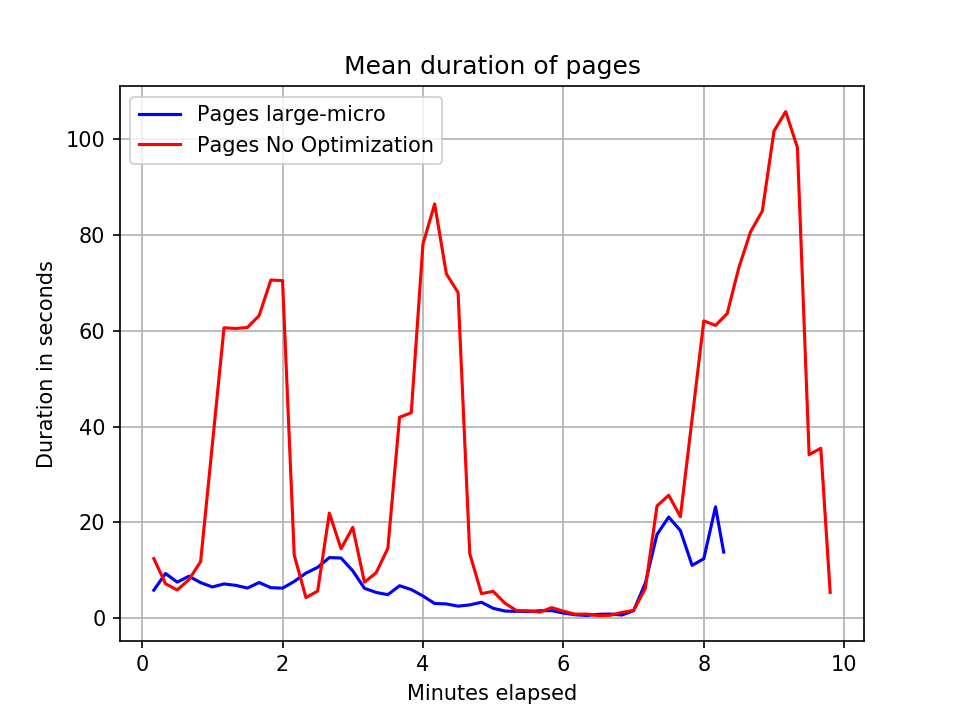 Mean duration of pages
Pages large-micro
Pages No Optimization
100
80
60
40
20
0
Duration in seconds
0 2 4 6 8 10
Minutes elapsed